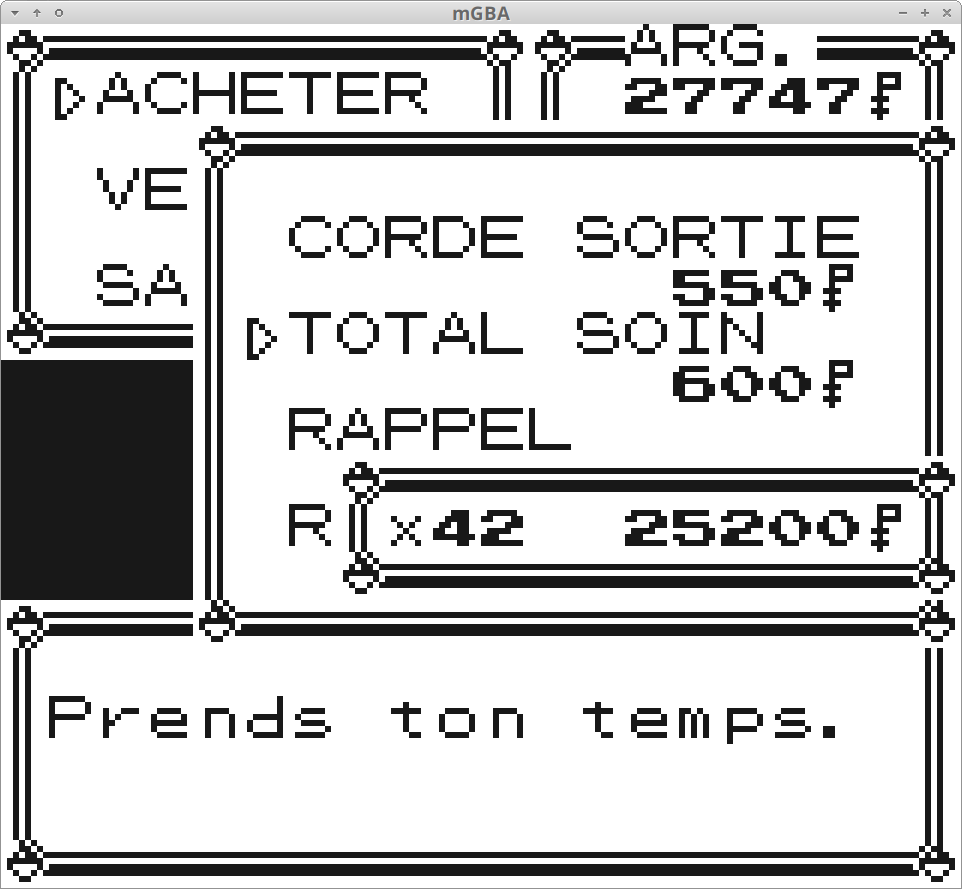 mGBA
ARG.
ACHETER
27747₽
VE
CORDE SORTIE
SA
550₽
TOTAL SOIN
600₽
RAPPEL
R
×42 25200₽
Prends ton temps.